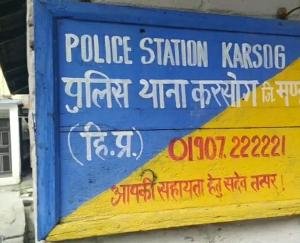 POLICE STATION KARSOG
पुलिस थाना करसोग जि.
(हि.प्र.) 01907.222221
आपकी सहायता हेतु सदैव तत्पर!